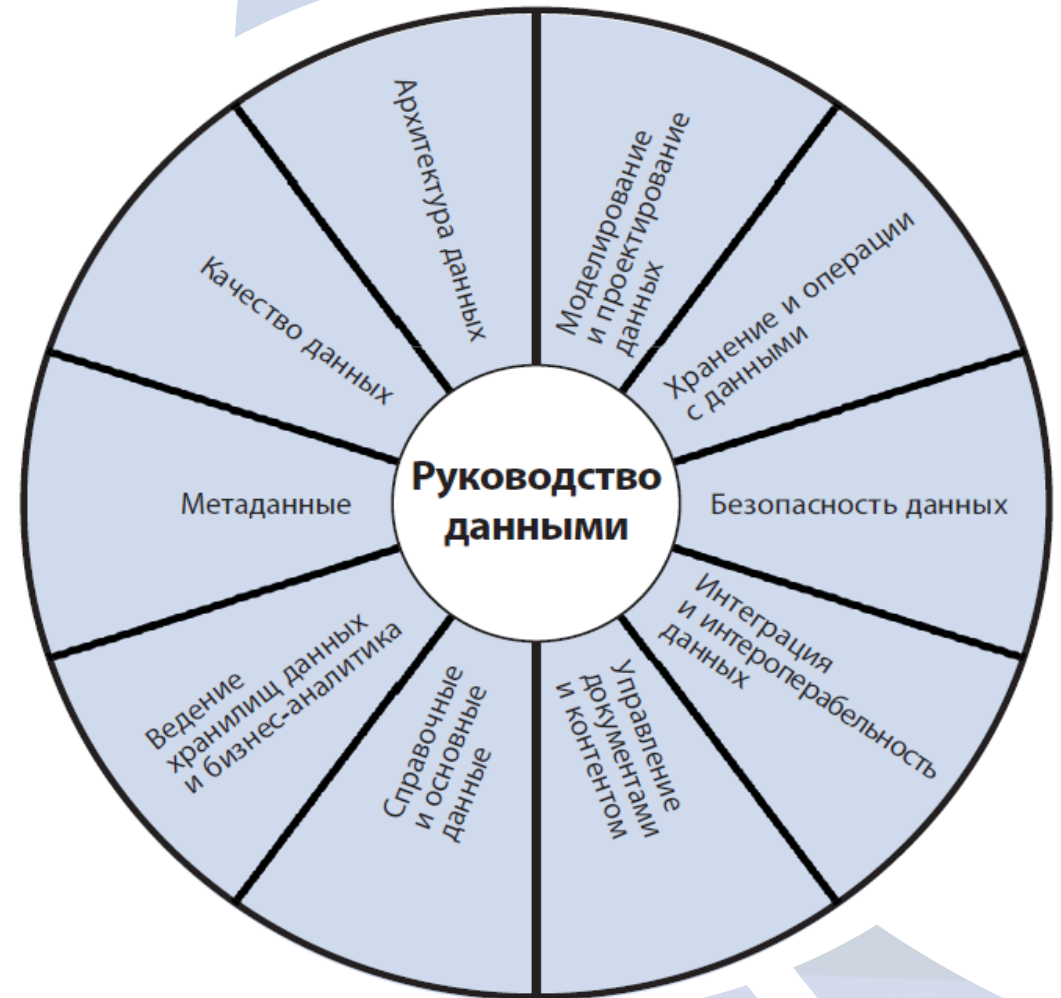 Архитектура данных
Моделирование
и проектирование
данных
Хранение и операции
с данными
Безопасность данных
Интеграция
и интероперабельность
данных
Управление
документами
и контентом
Справочные
и основные
данные
Ведение
хранилищ данных
и бизнес-аналитика
Метаданные
Качество данных
Руководство
данными